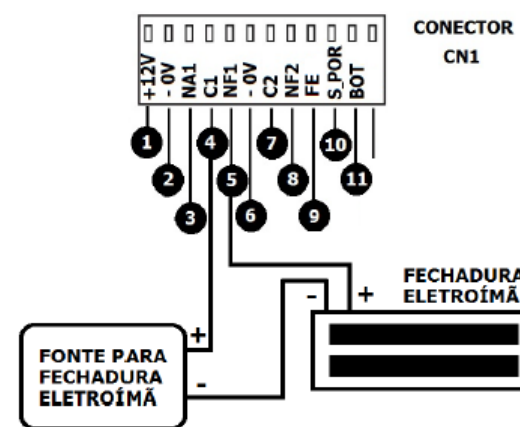 CONECTOR
CN1
+12V
- 0V
NA1
C1
NF1
- 0V
C2
NF2
FE
S_POR
BOT
1
4
7
10
2
5
8
11
3
6
9
FECHADURA
ELETROÍMÃ
- +
+
FONTE PARA
FECHADURA
ELETROÍMÃ
-